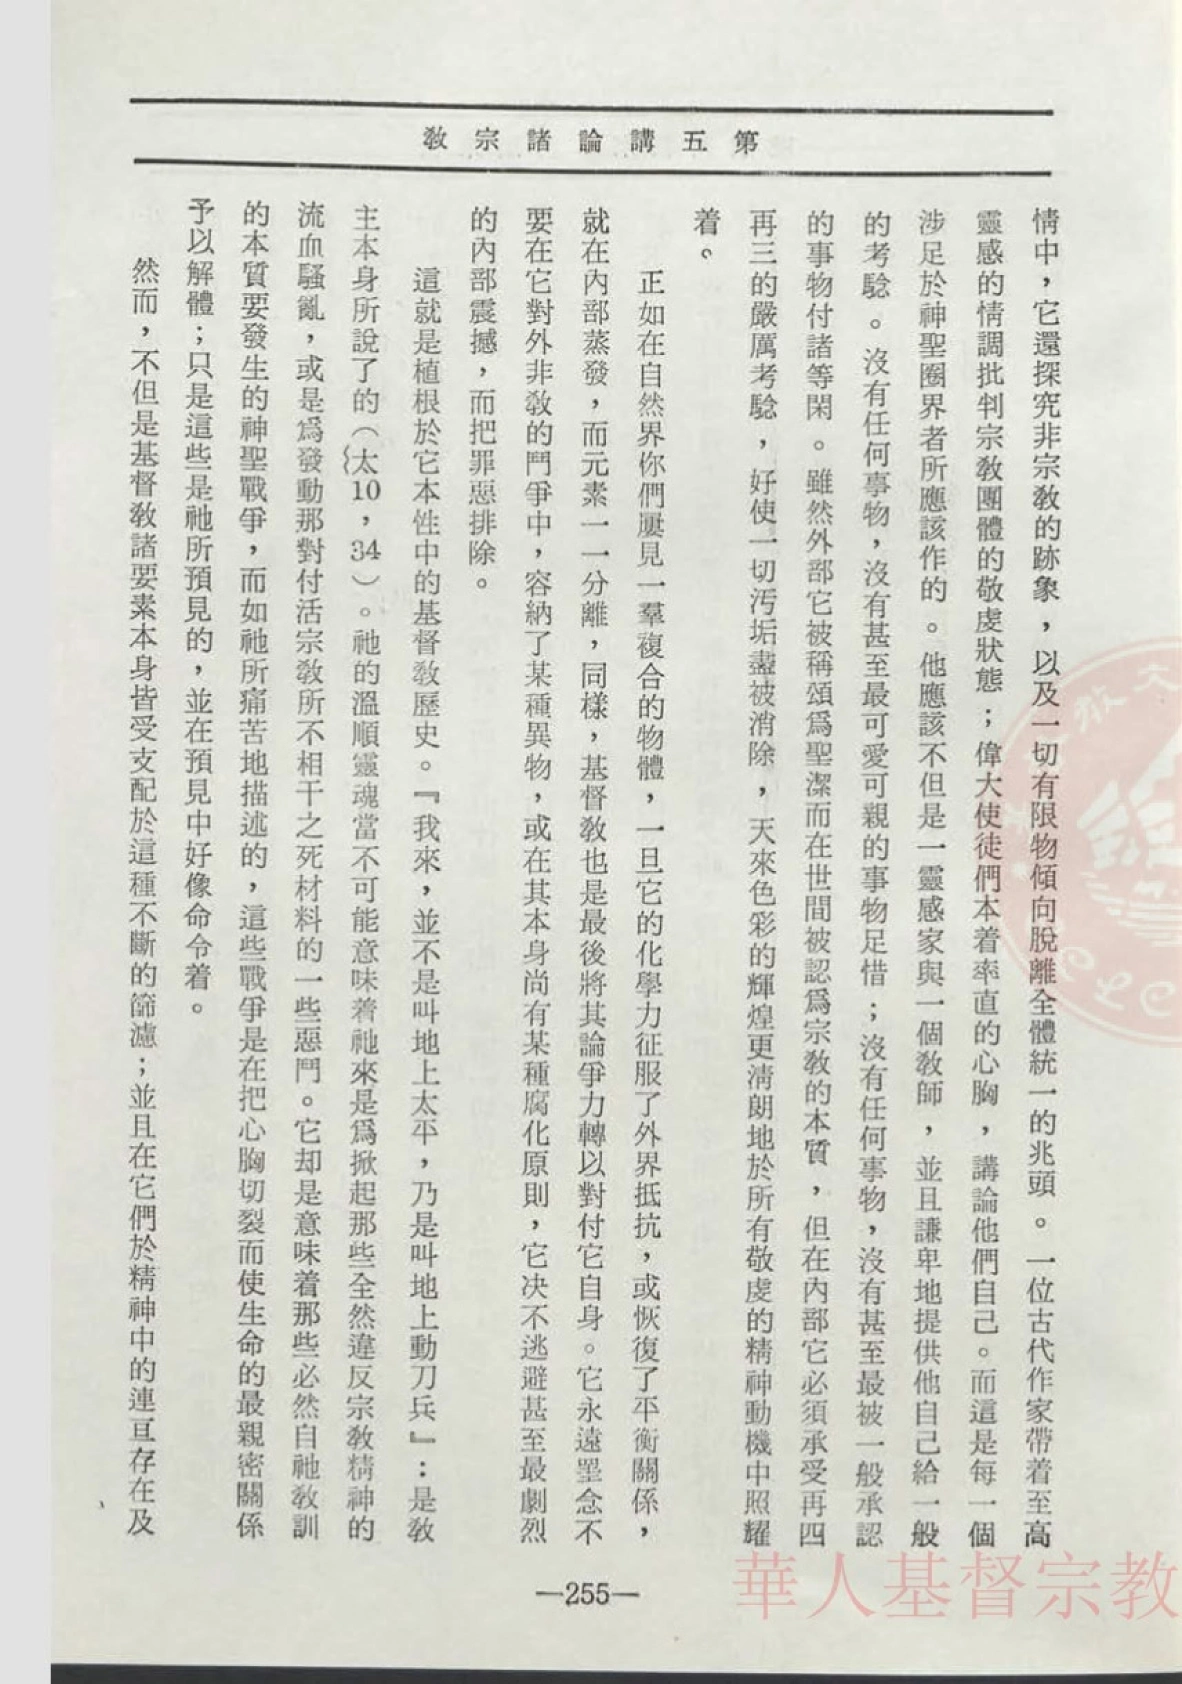 第五講論諸宗教
情中，它還探究非宗教的跡象，以及一切有限物傾向脫離全體統一的兆頭。一位古代作家帶着至高
靈感的情調批判宗教團體的敬虔狀態；偉大使徒們本着率直的心胸，講論他們自己。而這是每一個
涉足於神聖圈界者所應該作的。他應該不但是一靈感家與一個教師，並且謙卑地提供他自己給一般
的考驗。沒有任何事物，沒有甚至最可愛可親的事物足惜；沒有任何事物，沒有甚至最被一般承認
的事物付諸等閑。雖然外部它被稱頌爲聖潔而在世間被認爲宗教的本質，但在內部它必須承受再四
再三的嚴厲考驗，好使一切污垢盡被消除，天來色彩的輝煌更清朗地於所有敬虔的精神動機中照耀
着。
正如在自然界你們屢見一羣複合的物體，一旦它的化學力征服了外界抵抗，或恢復了平衡關係，
就在內部蒸發，而元素一一分離，同樣，基督教也是最後將其論爭力轉以對付它自身。它永遠罣念不
要在它對外非教的鬥爭中，容納了某種異物，或在其本身尚有某種腐化原則，它決不逃避甚至最劇烈
的內部震撼，而把罪惡排除。
這就是植根於它本性中的基督教歷史。『我來，並不是叫地上太平，乃是叫地上動刀兵』：是教
主本身所說了的（太10，34）。祂的溫順靈魂當不可能意味着祂來是爲掀起那些全然違反宗教精神的
流血騷亂，或是爲發動那對付活宗教所不相干之死材料的一些惡鬥。它却是意味着那些必然自祂教訓
的本質要發生的神聖戰爭，而如祂所痛苦地描述的，這些戰爭是在把心胸切裂而使生命的最親密關係
予以解體；只是這些是祂所預見的，並在預見中好像命令着。
然而，不但是基督教諸要素本身皆受支配於這種不斷的篩濾；並且在它們於精神中的連亘存在及
—255—
華人基督宗教